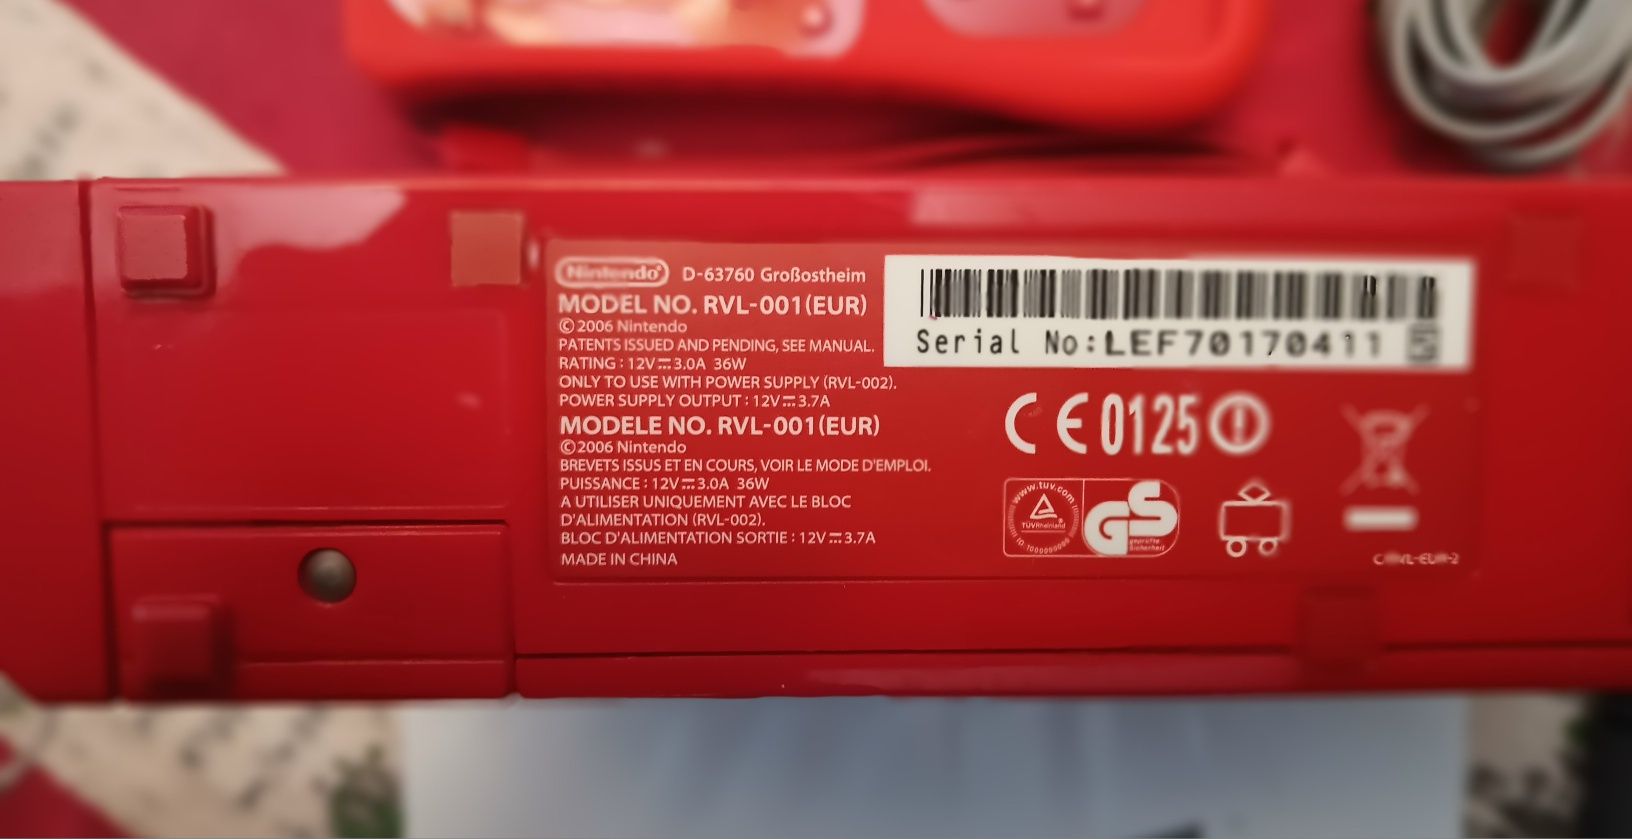 Nintendo D-63760 Großostheim
MODEL NO. RVL-001(EUR)
©2006 Nintendo
PATENTS ISSUED AND PENDING, SEE MANUAL.
RATING : 12V⎓3.0A 36W
ONLY TO USE WITH POWER SUPPLY (RVL-002).
POWER SUPPLY OUTPUT : 12V⎓3.7A
MODELE NO. RVL-001(EUR)
©2006 Nintendo
BREVETS ISSUS ET EN COURS, VOIR LE MODE D'EMPLOI.
PUISSANCE : 12V⎓3.0A 36W
A UTILISER UNIQUEMENT AVEC LE BLOC
D'ALIMENTATION (RVL-002).
BLOC D'ALIMENTATION SORTIE : 12V⎓3.7A
MADE IN CHINA
Serial No:LEF70170411
CE0125
www.tuv.com
TÜVRheinland
GS
geprüfte
Sicherheit